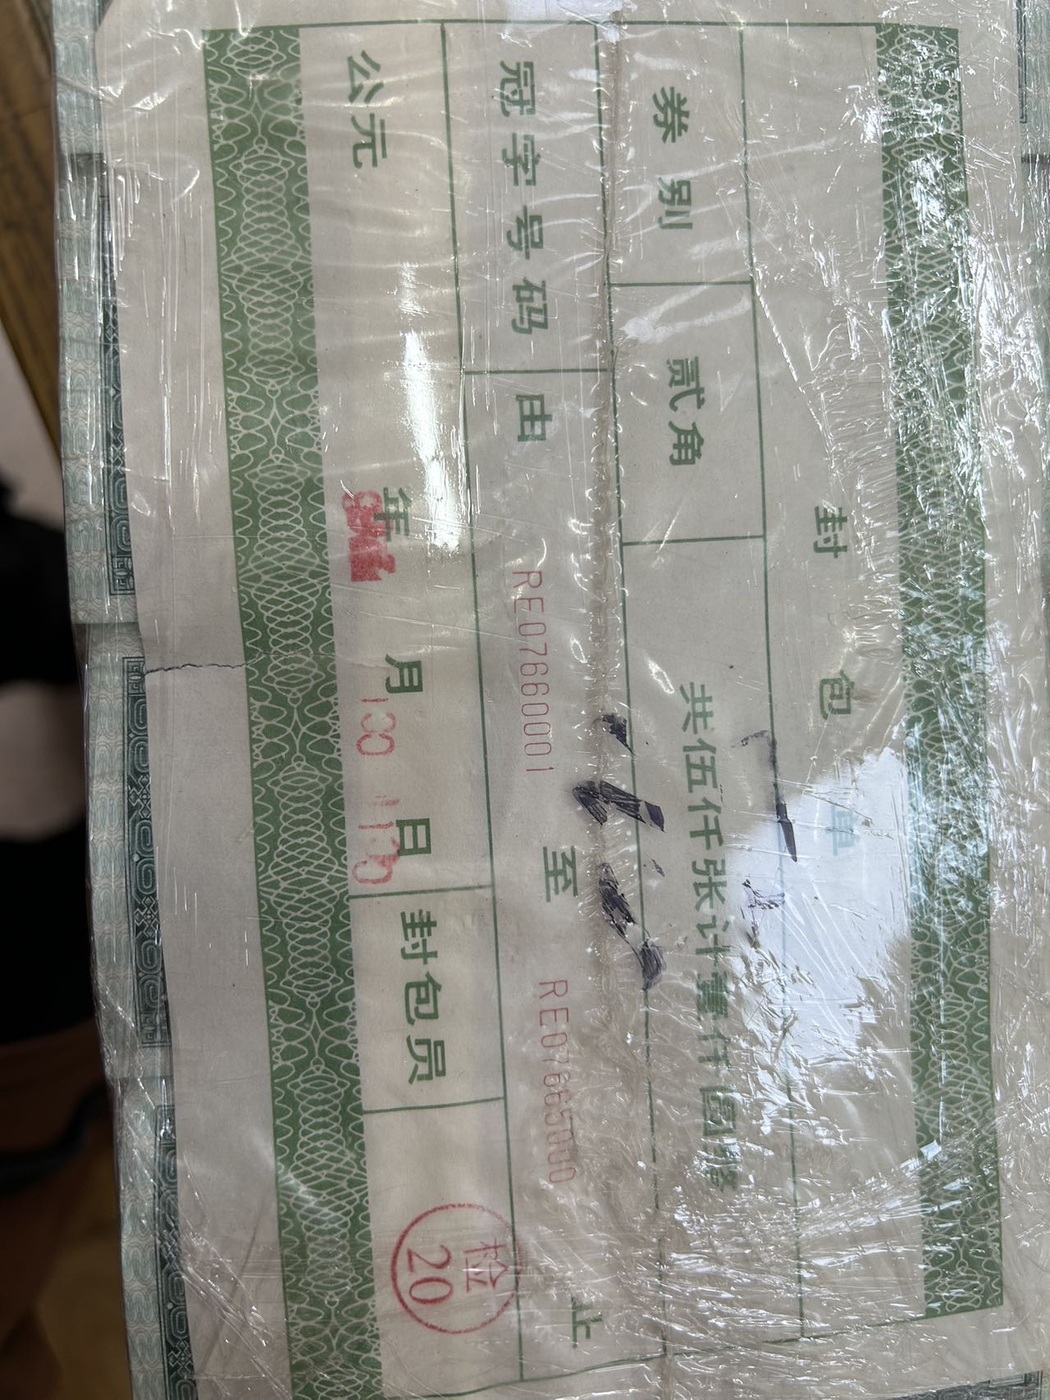 封包单
券别 贰角 共伍仟张计壹仟圆整
冠字号码 由 RE07660001 至 RE07665000 止
公元 年 月 日 封包员
检 20